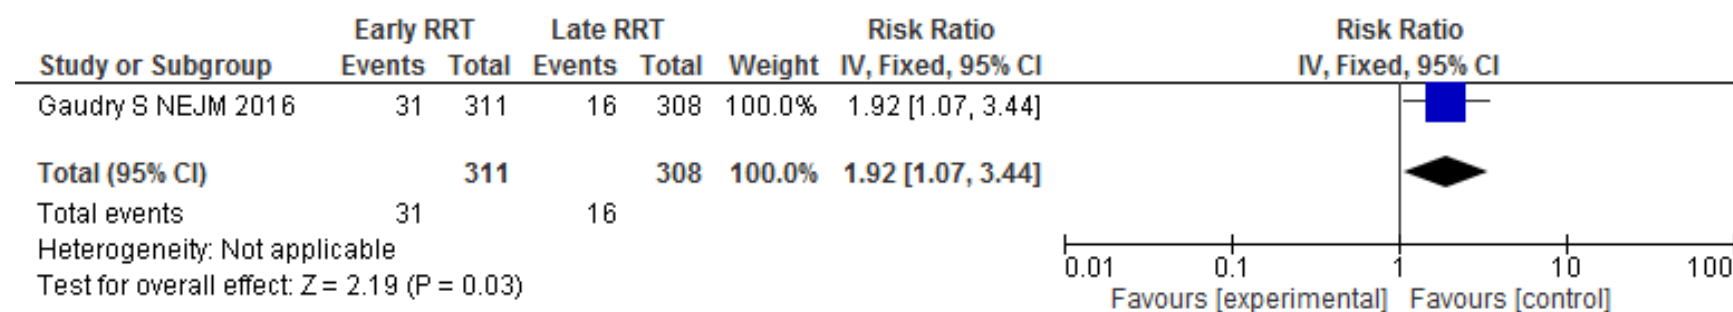 Early RRT Late RRT Risk Ratio Risk Ratio
Study or Subgroup Events Total Events Total Weight IV, Fixed, 95% CI IV, Fixed, 95% CI
Gaudry S NEJM 2016 31 311 16 308 100.0% 1.92 [1.07, 3.44]
Total (95% CI) 311 308 100.0% 1.92 [1.07, 3.44]
Total events 31 16
Heterogeneity: Not applicable
Test for overall effect: Z = 2.19 (P = 0.03)
0.01 0.1 1 10 100
Favours [experimental] Favours [control]